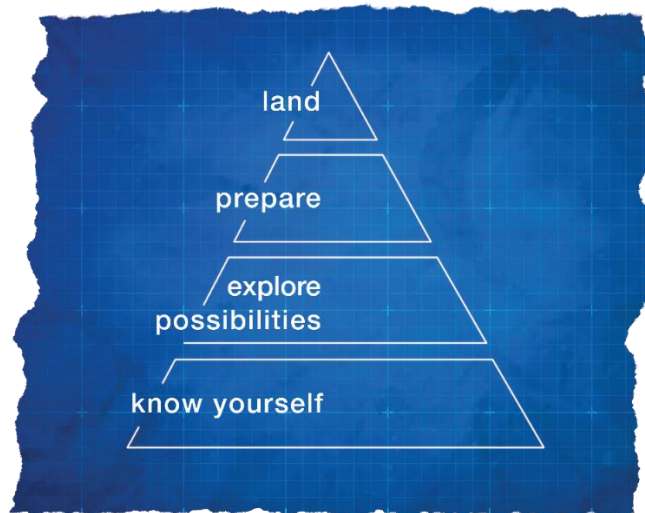 land
prepare
explore
possibilities
know yourself